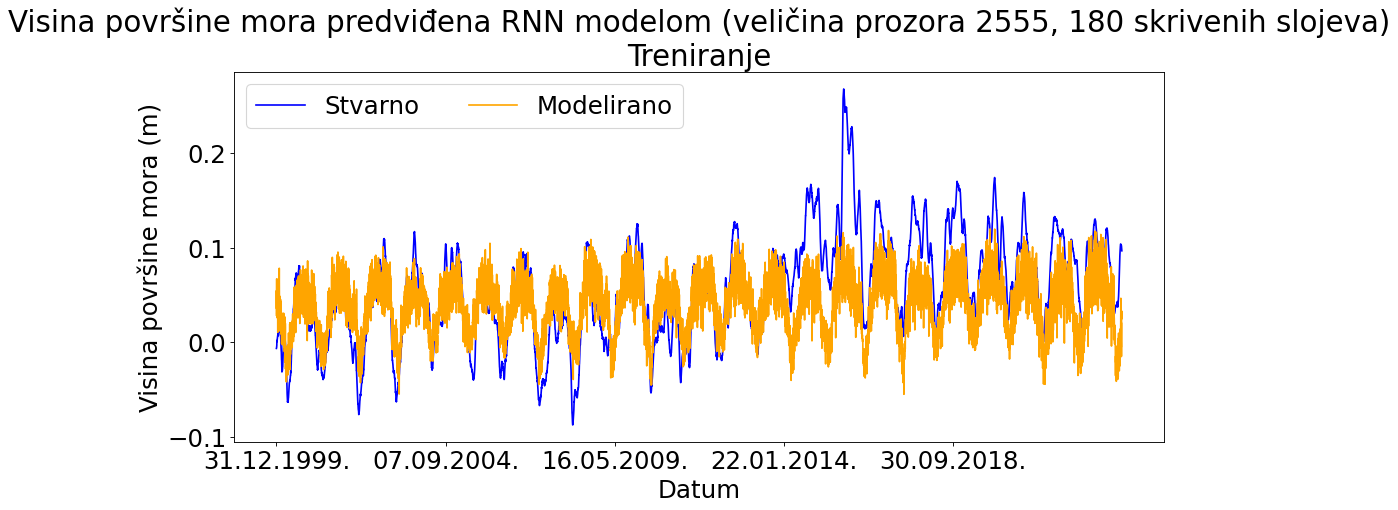 Visina površine mora predviđena RNN modelom (veličina prozora 2555, 180 skrivenih slojeva)
Treniranje
Stvarno
Modelirano
Visina površine mora (m)
0.2
0.1
0.0
−0.1
31.12.1999.
07.09.2004.
16.05.2009.
22.01.2014.
30.09.2018.
Datum